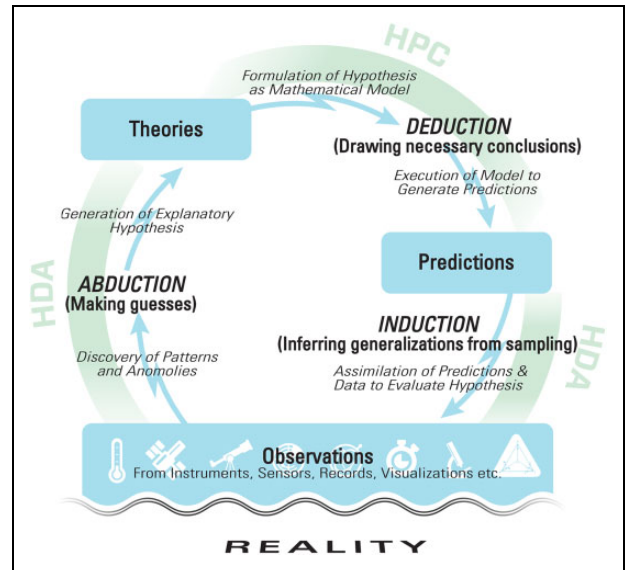 HPC
Formulation of Hypothesis
as Mathematical Model
Theories
DEDUCTION
(Drawing necessary conclusions)
Execution of Model to
Generate Predictions
Generation of Explanatory
Hypothesis
Predictions
HDA
ABDUCTION
(Making guesses)
INDUCTION
(Inferring generalizations from sampling)
HDA
Discovery of Patterns
and Anomolies
Assimilation of Predictions &
Data to Evaluate Hypothesis
Observations
From Instruments, Sensors, Records, Visualizations etc.
REALITY